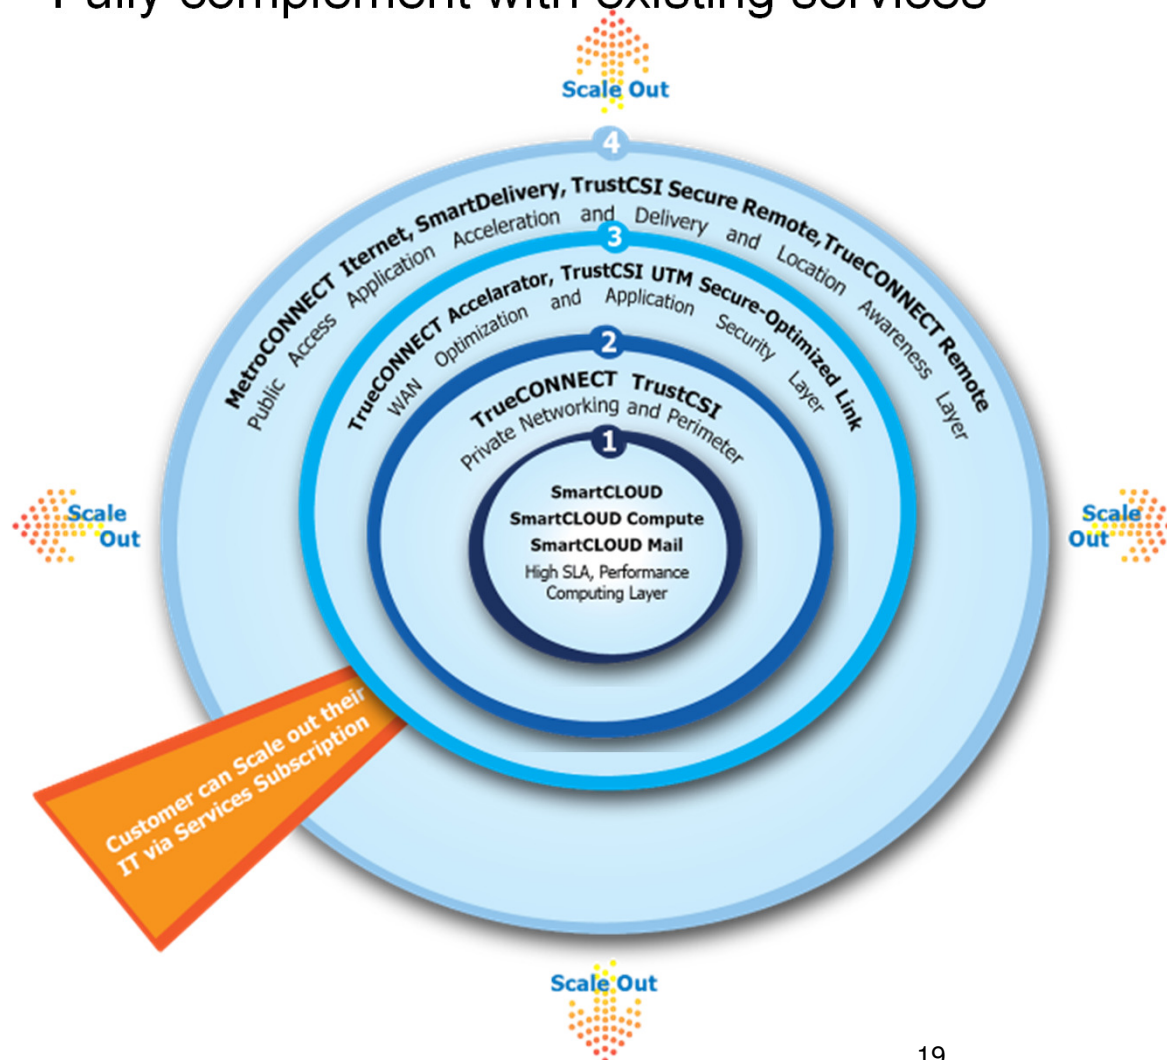 Fully complement with existing services
Scale Out
4
MetroCONNECT Iternet, SmartDelivery, TrustCSI Secure Remote, TrueCONNECT Remote
Public Access Application Acceleration and Delivery and Location Awareness Layer
3
TrueCONNECT Accelarator, TrustCSI UTM Secure-Optimized Link
WAN Optimization and Application Security Layer
2
TrueCONNECT TrustCSI
Private Networking and Perimeter
1
SmartCLOUD
SmartCLOUD Compute
SmartCLOUD Mail
High SLA, Performance
Computing Layer
Scale
Out
Scale
Out
Customer can Scale out their
IT via Services Subscription
Scale Out
19